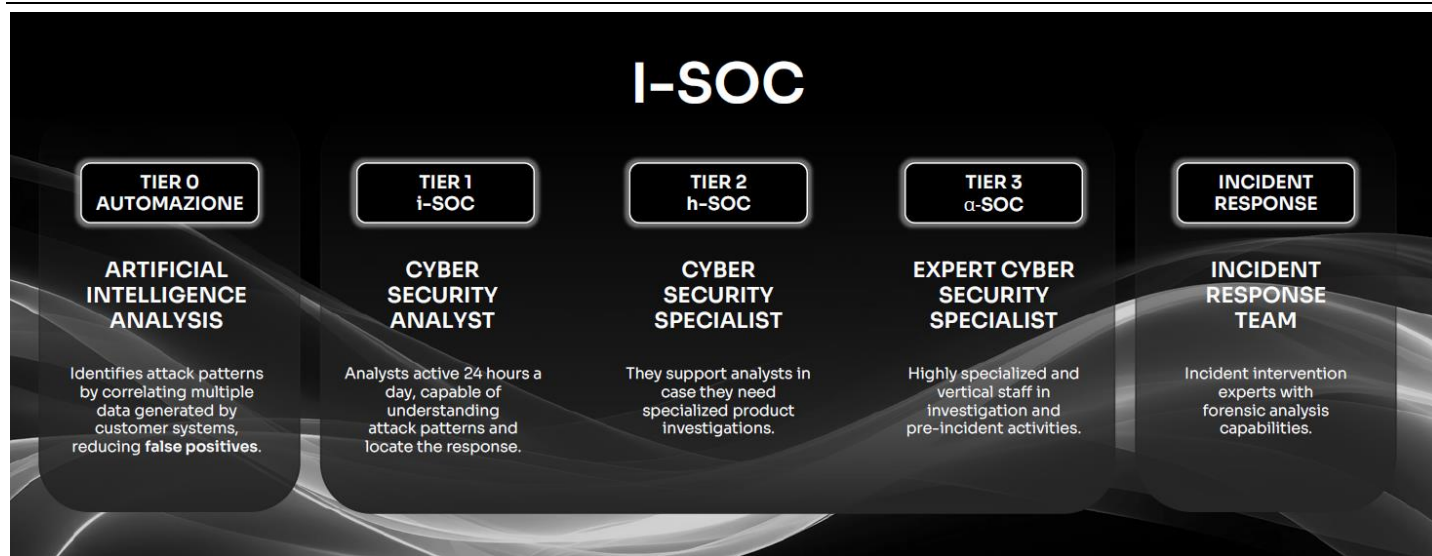 I-SOC
TIER 0
AUTOMAZIONE
ARTIFICIAL
INTELLIGENCE
ANALYSIS
Identifies attack patterns
by correlating multiple
data generated by
customer systems,
reducing false positives.
TIER 1
i-SOC
CYBER
SECURITY
ANALYST
Analysts active 24 hours a
day, capable of
understanding
attack patterns and
locate the response.
TIER 2
h-SOC
CYBER
SECURITY
SPECIALIST
They support analysts in
case they need
specialized product
investigations.
TIER 3
α-SOC
EXPERT CYBER
SECURITY
SPECIALIST
Highly specialized and
vertical staff in
investigation and
pre-incident activities.
INCIDENT
RESPONSE
INCIDENT
RESPONSE
TEAM
Incident intervention
experts with
forensic analysis
capabilities.